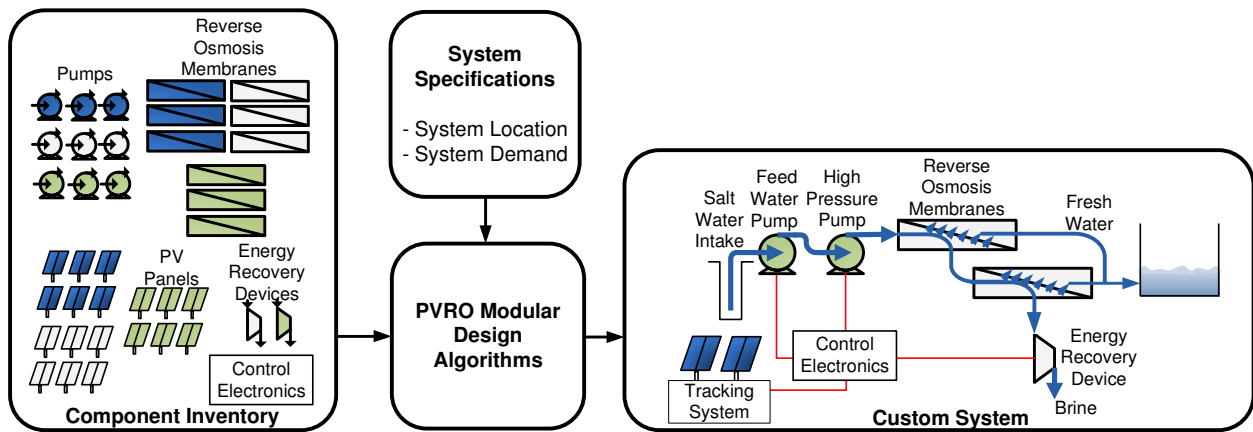 Pumps
Reverse
Osmosis
Membranes
PV
Panels
Energy
Recovery
Devices
Control
Electronics
Component Inventory
System
Specifications
- System Location
- System Demand
PVRO Modular
Design
Algorithms
Salt
Water
Intake
Feed
Water
Pump
High
Pressure
Pump
Reverse
Osmosis
Membranes
Fresh
Water
Control
Electronics
Tracking
System
Energy
Recovery
Device
Brine
Custom System